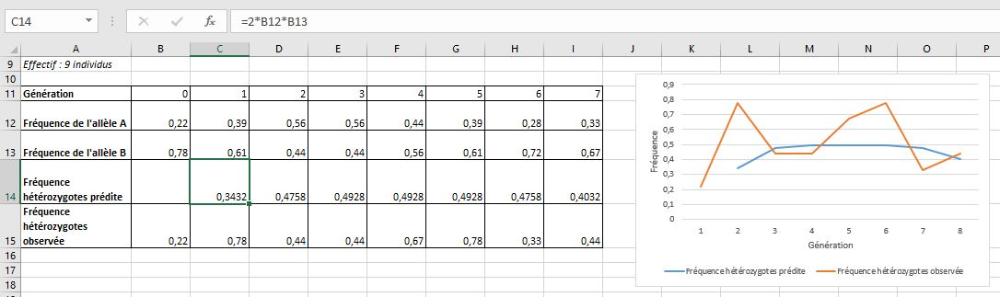 C14 fx =2*B12*B13
A B C D E F G H I J K L M N O P
9 Effectif : 9 individus
10
11 Génération 0 1 2 3 4 5 6 7
12 Fréquence de l'allèle A 0,22 0,39 0,56 0,56 0,44 0,39 0,28 0,33
13 Fréquence de l'allèle B 0,78 0,61 0,44 0,44 0,56 0,61 0,72 0,67
Fréquence
14 hétérozygotes prédite 0,3432 0,4758 0,4928 0,4928 0,4928 0,4758 0,4032
Fréquence
hétérozygotes
15 observée 0,22 0,78 0,44 0,44 0,67 0,78 0,33 0,44
16
17
18
0,9
0,8
0,7
0,6
0,5
0,4
0,3
0,2
0,1
0
Fréquence
1 2 3 4 5 6 7 8
Génération
Fréquence hétérozygotes prédite Fréquence hétérozygotes observée